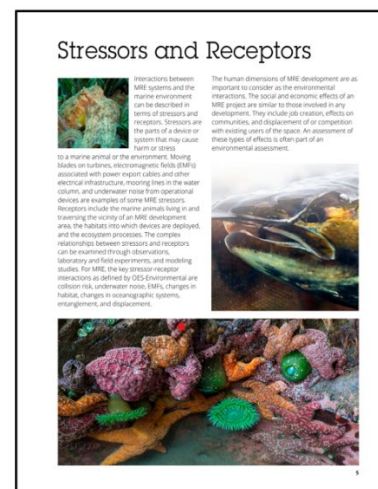 Stressors and Receptors
Interactions between
MRE systems and the
marine environment
can be described in
terms of stressors and
receptors. Stressors are
the parts of a device or
system that may cause
harm or stress
to a marine animal or the environment. Moving
blades on turbines, electromagnetic fields (EMFs)
associated with power export cables and other
electrical infrastructure, mooring lines in the water
column, and underwater noise from operational
devices are examples of some MRE stressors.
Receptors include the marine animals living in and
traversing the vicinity of an MRE development
area, the habitats into which devices are deployed,
and the ecosystem processes. The complex
relationships between stressors and receptors
can be examined through observations,
laboratory and field experiments, and modeling
studies. For MRE, the key stressor-receptor
interactions as defined by OES-Environmental are
collision risk, underwater noise, EMFs, changes in
habitat, changes in oceanographic systems,
entanglement, and displacement.
The human dimensions of MRE development are as
important to consider as the environmental
interactions. The social and economic effects of an
MRE project are similar to those involved in any
development. They include job creation, effects on
communities, and displacement of or competition
with existing users of the space. An assessment of
these types of effects is often part of an
environmental assessment.
5